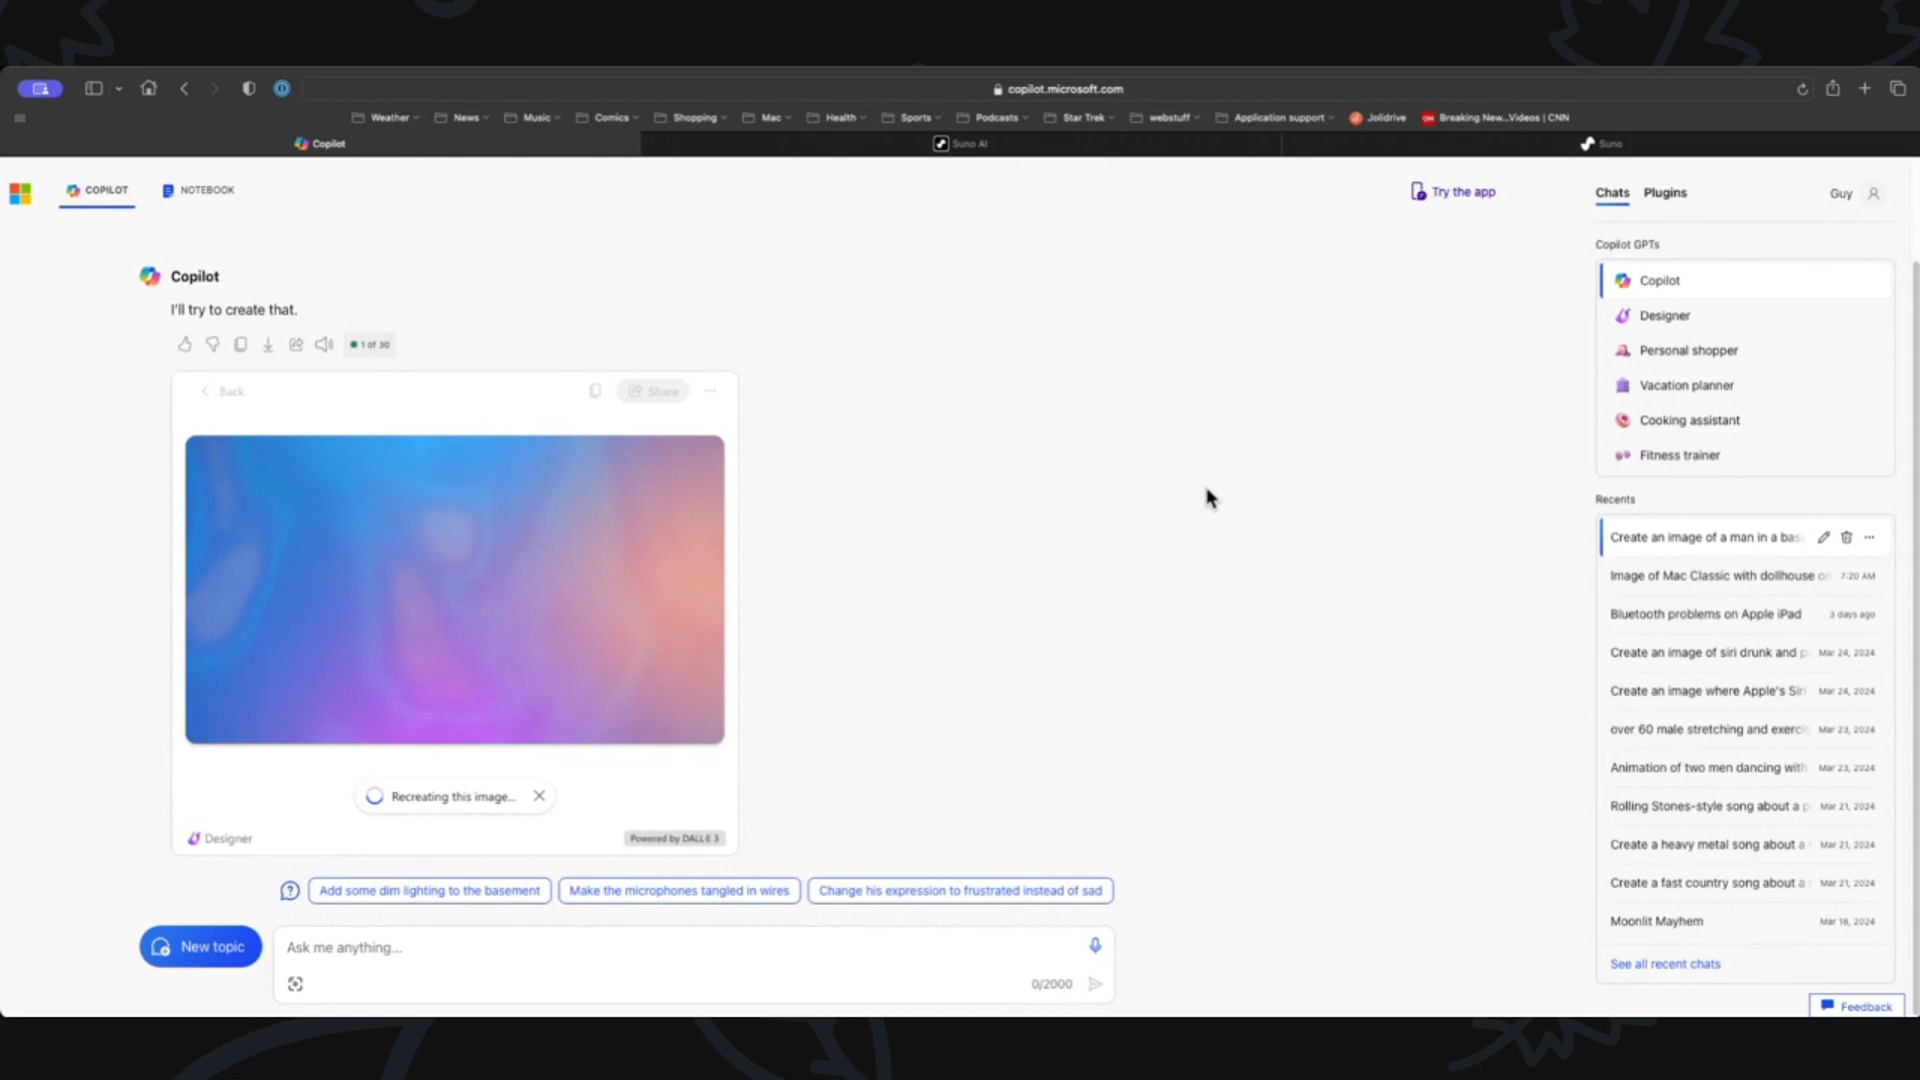 copilot.microsoft.com
Weather
News
Music
Comics
Shopping
Mac
Health
Sports
Podcasts
Star Trek
webstuff
Application support
Jolidrive
Breaking New...Videos | CNN
Copilot
Suno AI
Suno
COPILOT
NOTEBOOK
Try the app
Chats
Plugins
Guy
Copilot
I'll try to create that.
1 of 30
Back
Share
Recreating this image...
Designer
Powered by DALL·E 3
Add some dim lighting to the basement
Make the microphones tangled in wires
Change his expression to frustrated instead of sad
New topic
Ask me anything...
0/2000
Copilot GPTs
Copilot
Designer
Personal shopper
Vacation planner
Cooking assistant
Fitness trainer
Recents
Create an image of a man in a bas
Image of Mac Classic with dollhouse on 7:20 AM
Bluetooth problems on Apple iPad 3 days ago
Create an image of siri drunk and p Mar 24, 2024
Create an image where Apple's Siri Mar 24, 2024
over 60 male stretching and exercis Mar 23, 2024
Animation of two men dancing with Mar 23, 2024
Rolling Stones-style song about a p Mar 21, 2024
Create a heavy metal song about a Mar 21, 2024
Create a fast country song about a Mar 21, 2024
Moonlit Mayhem Mar 18, 2024
See all recent chats
Feedback